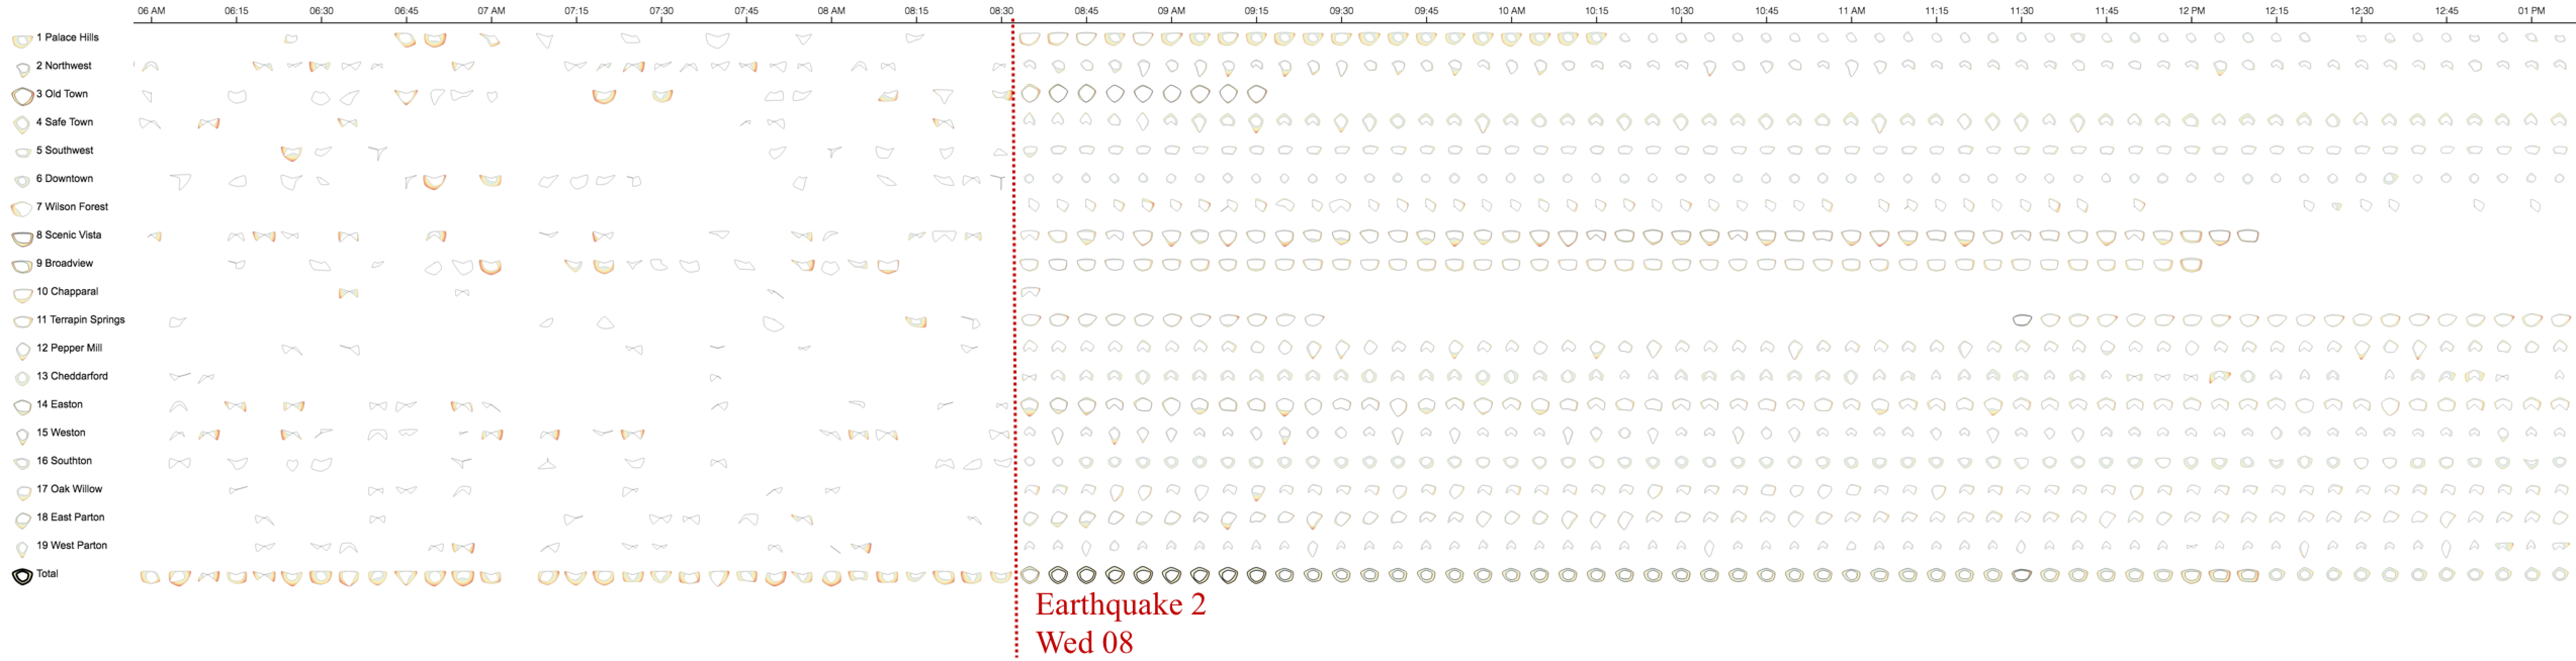 06 AM 06:15 06:30 06:45 07 AM 07:15 07:30 07:45 08 AM 08:15 08:30 08:45 09 AM 09:15 09:30 09:45 10 AM 10:15 10:30 10:45 11 AM 11:15 11:30 11:45 12 PM 12:15 12:30 12:45 01 PM
1 Palace Hills
2 Northwest
3 Old Town
4 Safe Town
5 Southwest
6 Downtown
7 Wilson Forest
8 Scenic Vista
9 Broadview
10 Chapparal
11 Terrapin Springs
12 Pepper Mill
13 Cheddarford
14 Easton
15 Weston
16 Southton
17 Oak Willow
18 East Parton
19 West Parton
Total
Earthquake 2
Wed 08